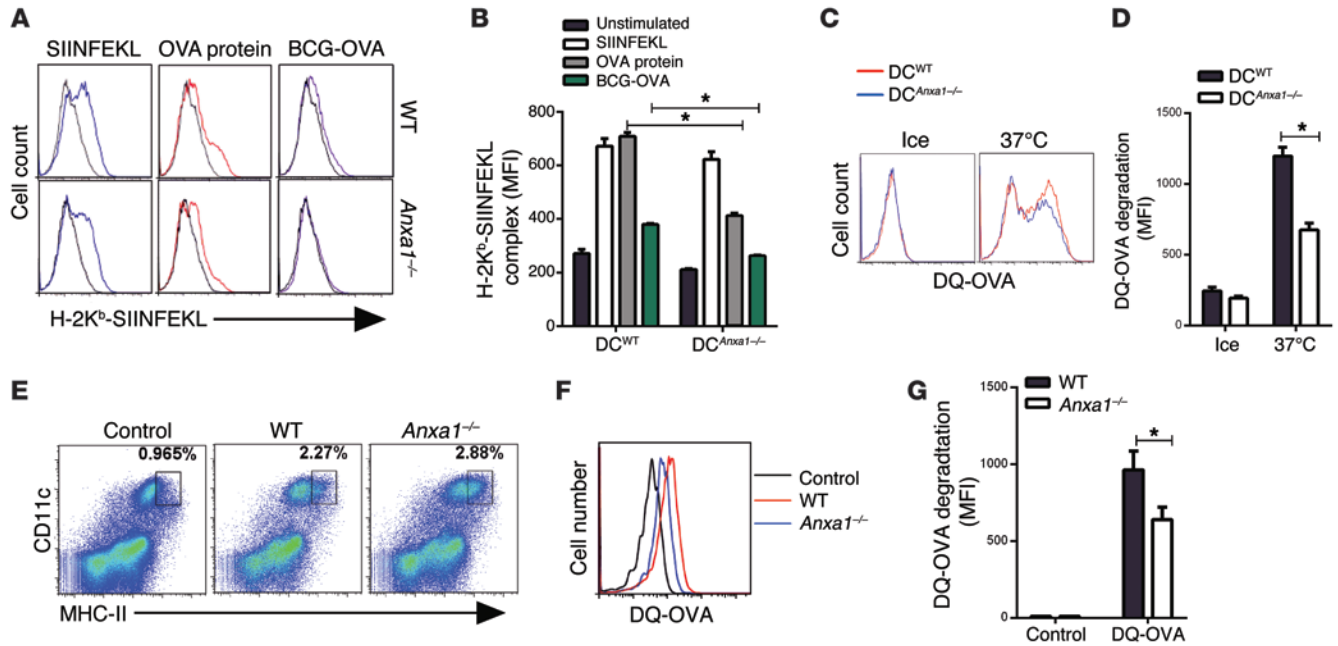 A
SIINFEKL OVA protein BCG-OVA
WT
Anxa1–/–
Cell count
H-2Kᵇ-SIINFEKL
B
Unstimulated
SIINFEKL
OVA protein
BCG-OVA
* 
*
800
600
400
200
0
H-2Kᵇ-SIINFEKL
complex (MFI)
DCWT DCAnxa1–/–
C
DCWT
DCAnxa1–/–
Ice 37°C
Cell count
DQ-OVA
D
DCWT
DCAnxa1–/–
*
1500
1000
500
0
DQ-OVA degradation
(MFI)
Ice 37°C
E
Control WT Anxa1–/–
0.965% 2.27% 2.88%
CD11c
MHC-II
F
Control
WT
Anxa1–/–
Cell number
DQ-OVA
G
WT
Anxa1–/–
*
1500
1000
500
0
DQ-OVA degradtation
(MFI)
Control DQ-OVA